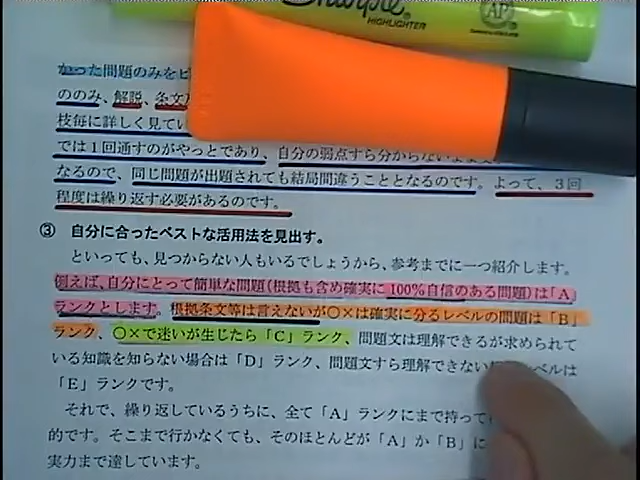 Sharpie
HIGHLIGHTER
AP
かった問題のみをピ
ののみ、解説、条文
枝毎に詳しく見てい
では1回通すのがやっとであり、自分の弱点すら分からない
なるので、同じ問題が出題されても結局間違うこととなるのです。よって、3回
程度は繰り返す必要があるのです。
③ 自分に合ったベストな活用法を見出す。
といっても、見つからない人もいるでしょうから、参考までに一つ紹介します。
例えば、自分にとって簡単な問題(根拠も含め確実に100%自信のある問題)は「A」
ランクとします。根拠条文等は言えないが○×は確実に分るレベルの問題は「B」
ランク、○×で迷いが生じたら「C」ランク、問題文は理解できるが求められて
いる知識を知らない場合は「D」ランク、問題文すら理解できない レベルは
「E」ランクです。
それで、繰り返しているうちに、全て「A」ランクにまで持って
的です。そこまで行かなくても、そのほとんどが「A」か「B」に
実力まで達しています。